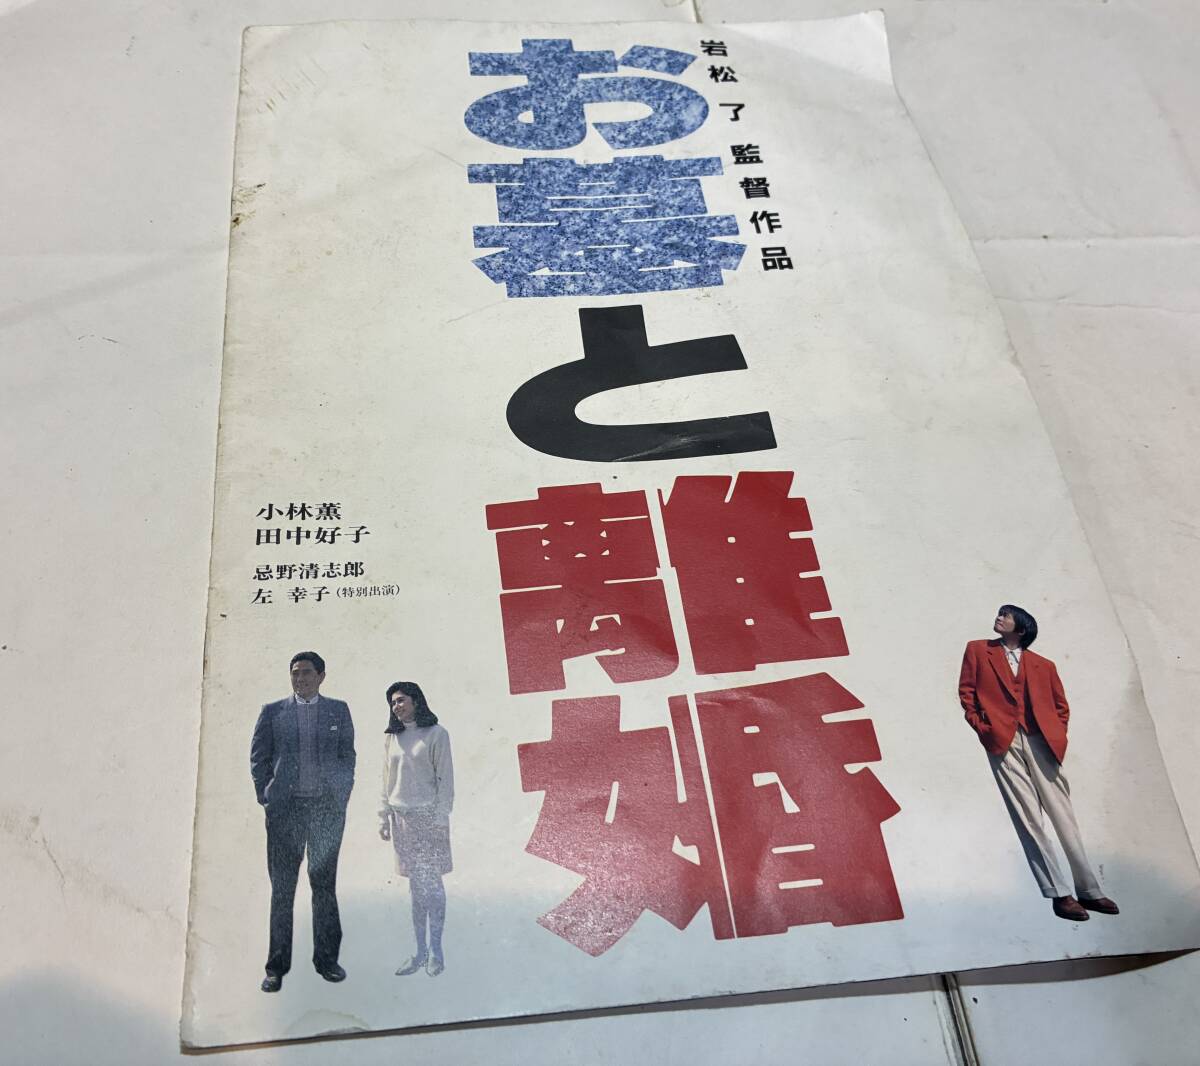 岩松了監督作品
お墓と離婚
小林薫
田中好子
忌野清志郎
左 幸子(特別出演)